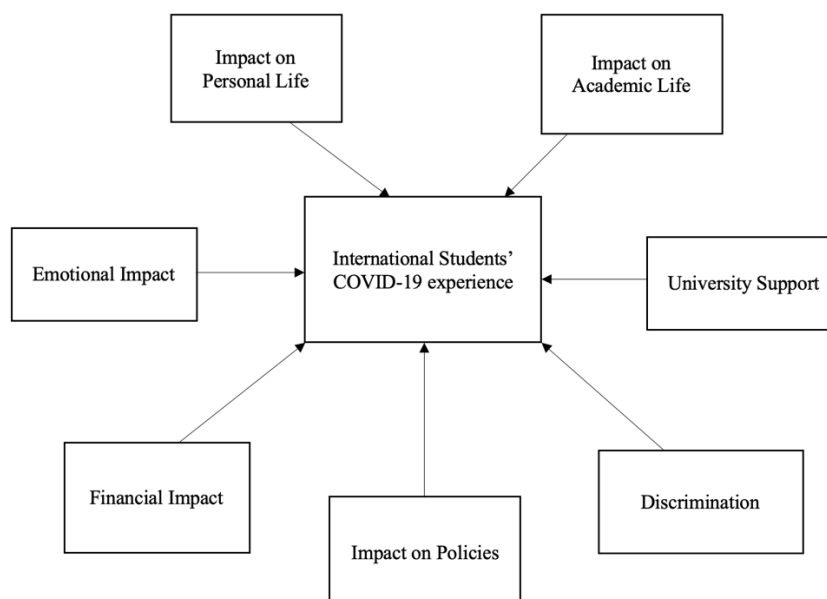 Impact on
Personal Life
Impact on
Academic Life
Emotional Impact
International Students’
COVID-19 experience
University Support
Financial Impact
Impact on Policies
Discrimination